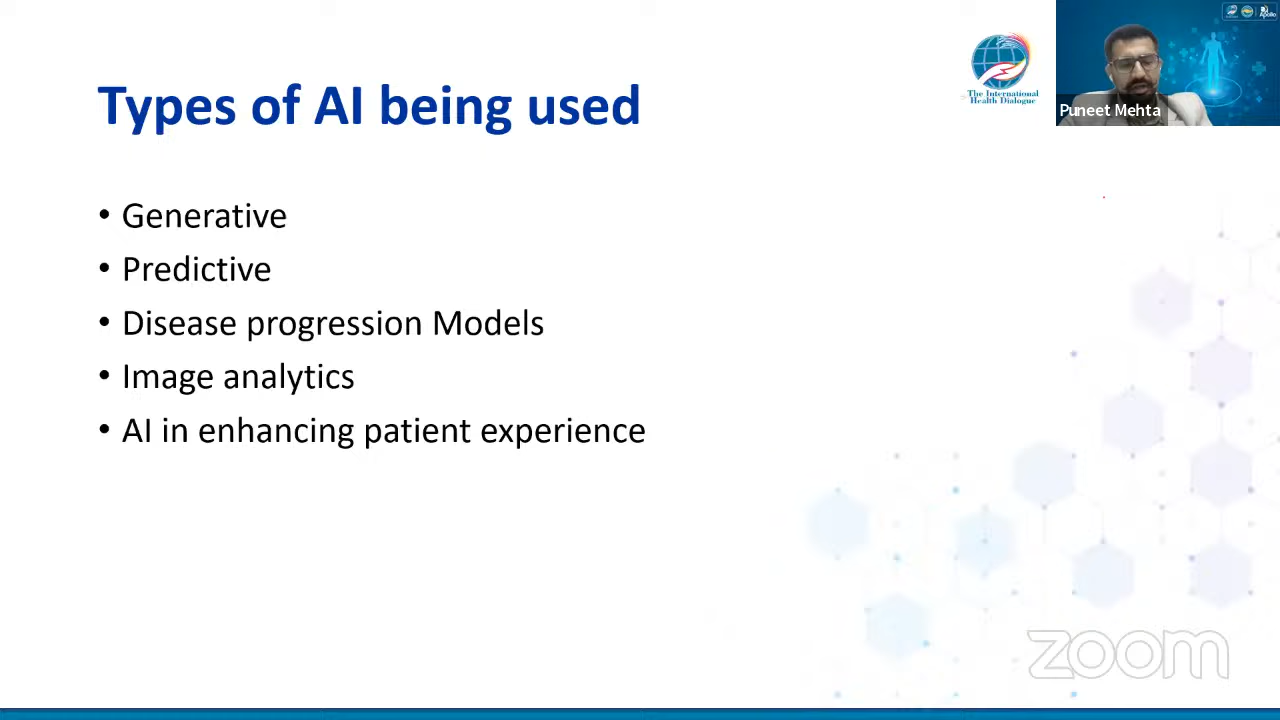 Types of AI being used
The International
Health Dialogue
Puneet Mehta
• Generative
• Predictive
• Disease progression Models
• Image analytics
• AI in enhancing patient experience
zoom